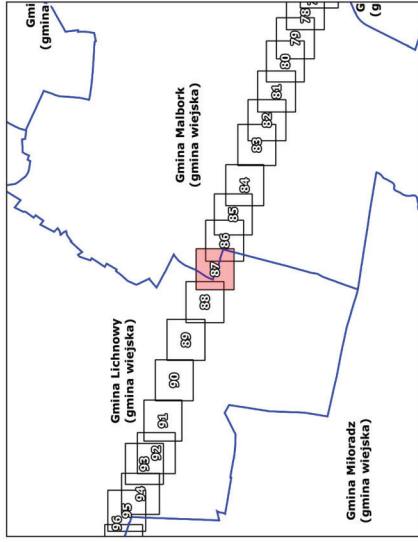 Gmi
(gmina
Gmina Lichnowy
(gmina wiejska)
96
95
94
93
92
91
90
89
88
87
86
85
84
Gmina Malbork
(gmina wiejska)
83
82
81
80
79
78
Gmina Miłoradz
(gmina wiejska)
G
(g